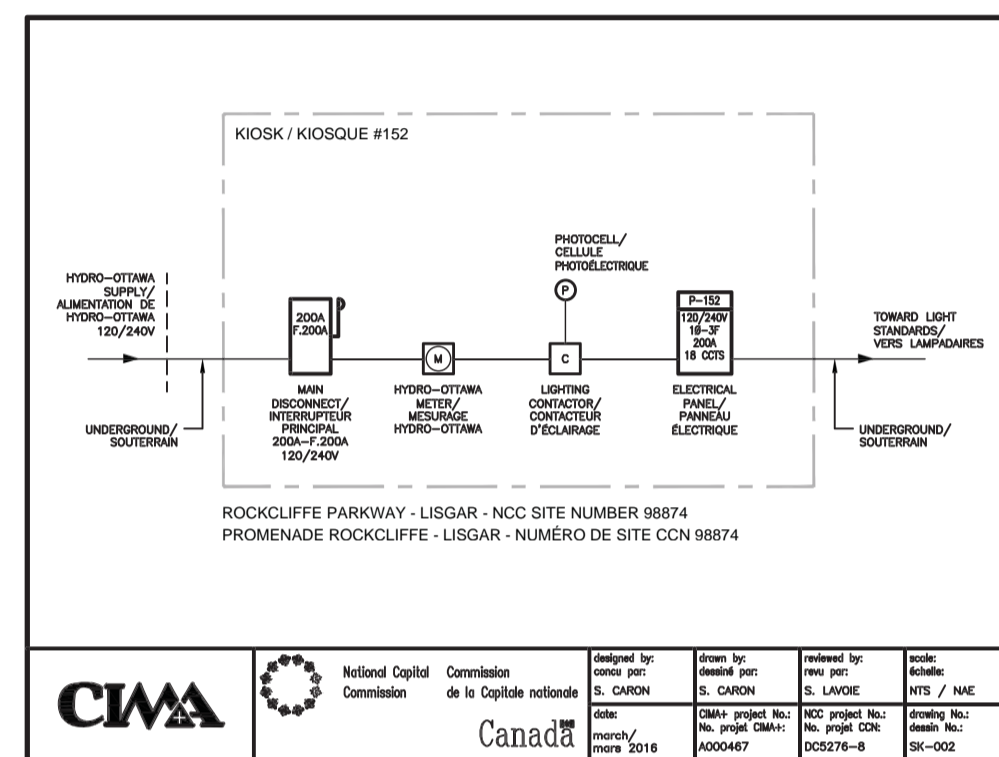 KIOSK / KIOSQUE #152
PHOTOCELL/
CELLULE
PHOTOÉLECTRIQUE
P
HYDRO-OTTAWA
SUPPLY/
ALIMENTATION DE
HYDRO-OTTAWA
120/240V
200A
F.200A
M
C
P-152
120/240V
1Ø-3F
200A
18 CCTS
TOWARD LIGHT
STANDARDS/
VERS LAMPADAIRES
UNDERGROUND/
SOUTERRAIN
MAIN
DISCONNECT/
INTERRUPTEUR
PRINCIPAL
200A-F.200A
120/240V
HYDRO-OTTAWA
METER/
MESURAGE
HYDRO-OTTAWA
LIGHTING
CONTACTOR/
CONTACTEUR
D'ÉCLAIRAGE
ELECTRICAL
PANEL/
PANNEAU
ÉLECTRIQUE
UNDERGROUND/
SOUTERRAIN
ROCKCLIFFE PARKWAY - LISGAR - NCC SITE NUMBER 98874
PROMENADE ROCKCLIFFE - LISGAR - NUMÉRO DE SITE CCN 98874
CIMA+
National Capital Commission
Commission de la Capitale nationale
Canada
designed by:
concu par:
S. CARON
drawn by:
dessiné par:
S. CARON
reviewed by:
revu par:
S. LAVOIE
scale:
échelle:
NTS / NAE
date:
march/
mars 2016
CIMA+ project No.:
No. projet CIMA+:
A000467
NCC project No.:
No. projet CCN:
DC5276-8
drawing No.:
dessin No.:
SK-002